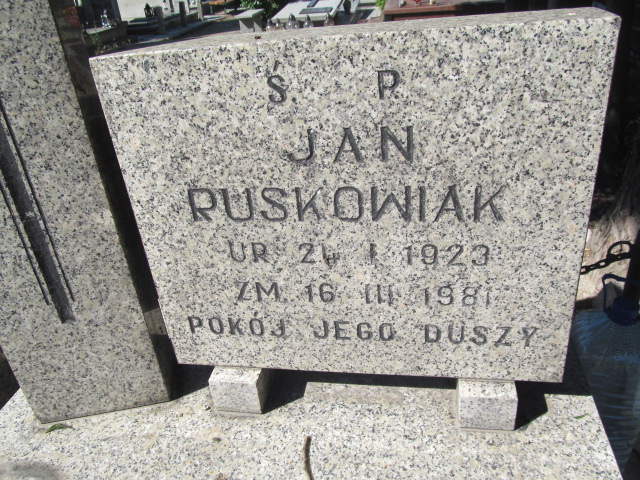 Ś P
JAN
RUSKOWIAK
UR. 24 I 1923
ZM. 16 III 1981
POKÓJ JEGO DUSZY